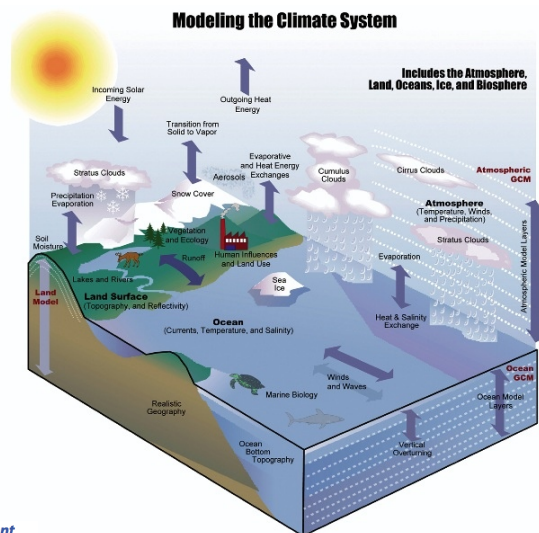 Modeling the Climate System
Includes the Atmosphere,
Land, Oceans, Ice, and Biosphere
Incoming Solar
Energy
Outgoing Heat
Energy
Transition from
Solid to Vapor
Evaporative
and Heat Energy
Exchanges
Stratus Clouds
Snow Cover
Aerosols
Cumulus
Clouds
Cirrus Clouds
Atmospheric
GCM
Precipitation
Evaporation
Atmosphere
(Temperature, Winds,
and Precipitation)
Stratus Clouds
Atmospheric Model Layers
Soil
Moisture
Vegetation
and Ecology
Human Influences
and Land Use
Runoff
Evaporation
Lakes and Rivers
Land
Model
Land Surface
(Topography, and Reflectivity)
Sea
Ice
Ocean
(Currents, Temperature, and Salinity)
Heat & Salinity
Exchange
Ocean
GCM
Winds
and Waves
Marine Biology
Ocean Model
Layers
Realistic
Geography
Ocean
Bottom
Topography
Vertical
Overturning
nt